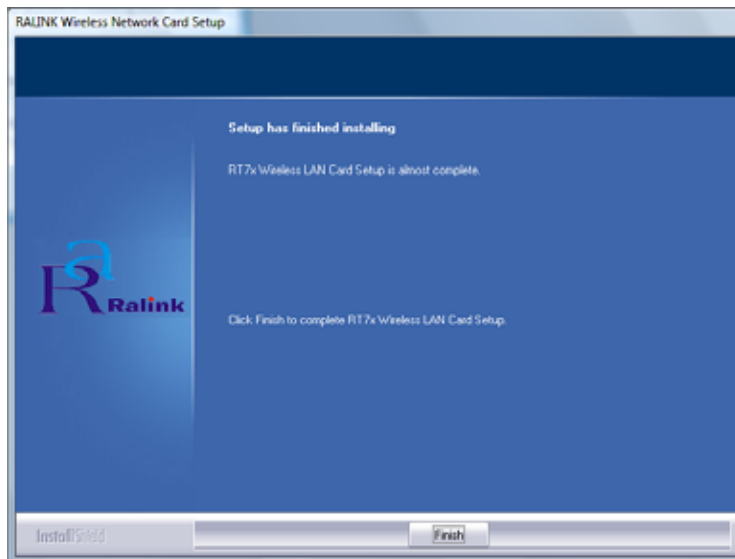 RALINK Wireless Network Card Setup
Setup has finished installing
RT7x Wireless LAN Card Setup is almost complete.
Ra
Ralink
Click Finish to complete RT7x Wireless LAN Card Setup.
InstallShield
Finish